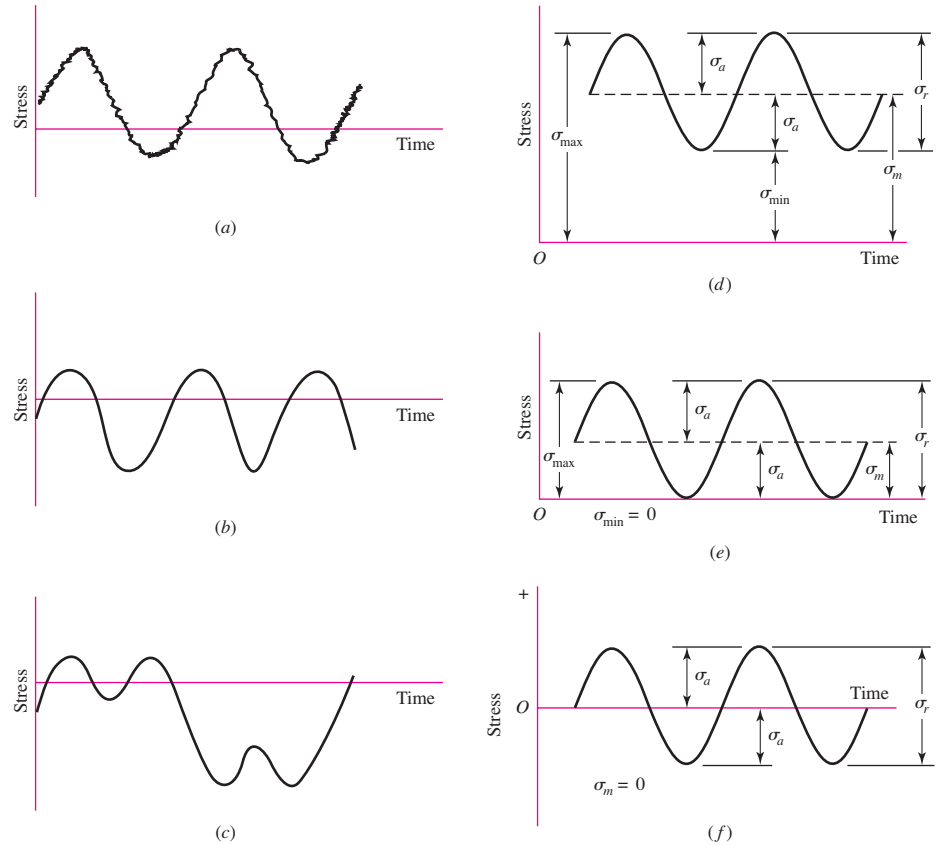 Stress
Time
(a)
Stress
Time
(b)
Stress
Time
(c)
Stress
σmax
σa
σa
σmin
σr
σm
O
Time
(d)
Stress
σmax
σa
σa
σm
σr
O
σmin = 0
Time
(e)
+
Stress
O
σa
σa
Time
σr
σm = 0
(f)